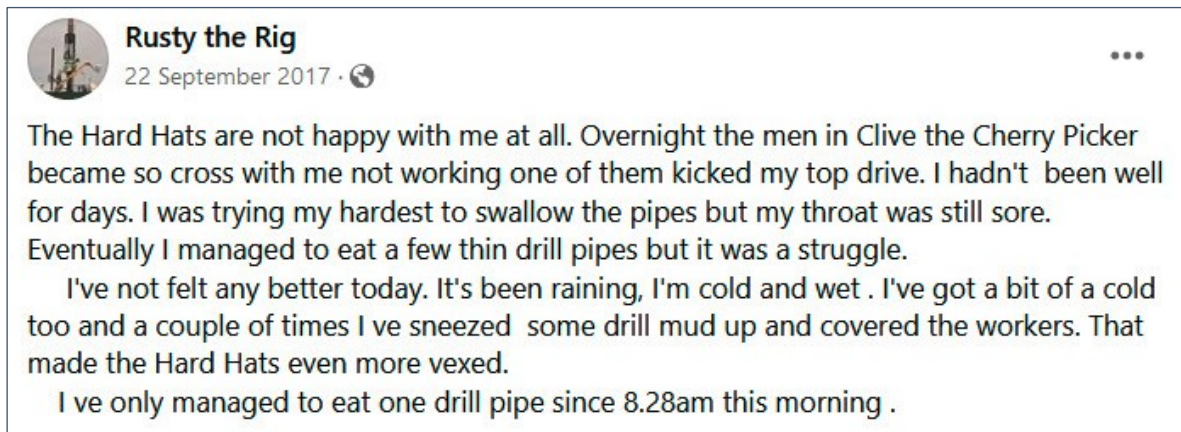 Rusty the Rig
22 September 2017 ·
The Hard Hats are not happy with me at all. Overnight the men in Clive the Cherry Picker
became so cross with me not working one of them kicked my top drive. I hadn't  been well
for days. I was trying my hardest to swallow the pipes but my throat was still sore.
Eventually I managed to eat a few thin drill pipes but it was a struggle.
I've not felt any better today. It's been raining, I'm cold and wet . I've got a bit of a cold
too and a couple of times I ve sneezed  some drill mud up and covered the workers. That
made the Hard Hats even more vexed.
I ve only managed to eat one drill pipe since 8.28am this morning .